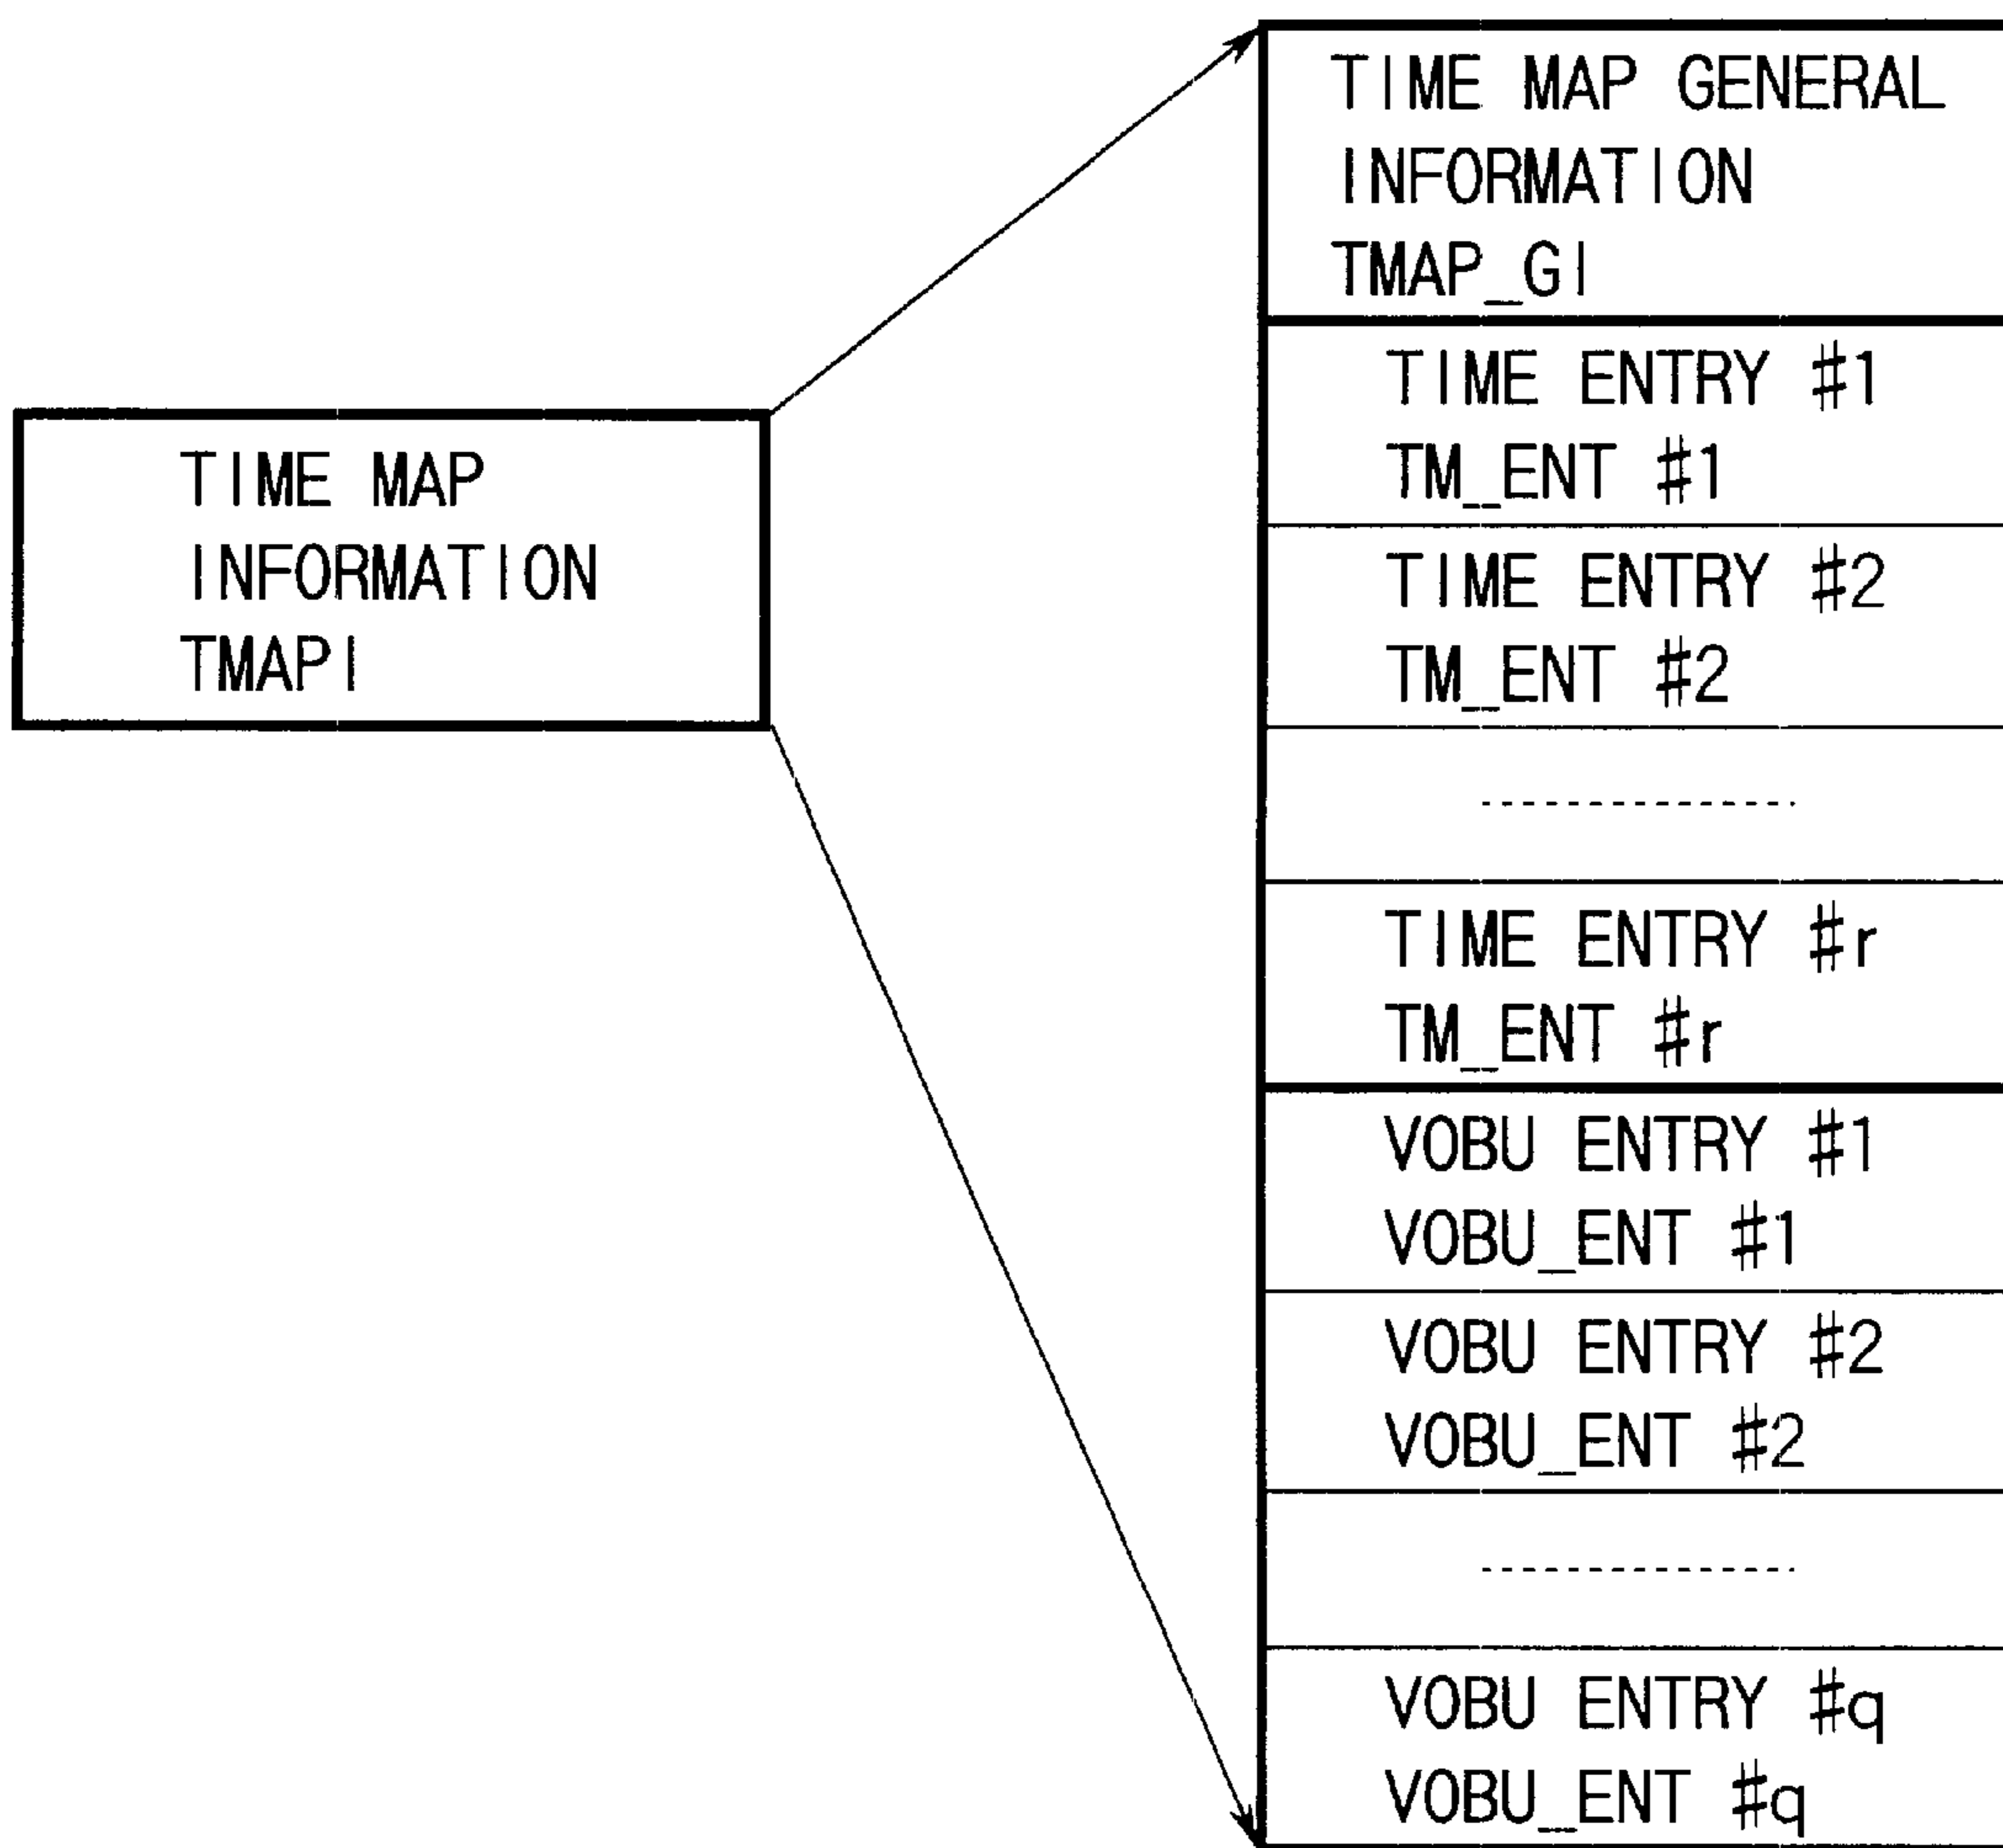 TIME MAP
INFORMATION
TMAPI
TIME MAP GENERAL
INFORMATION
TMAP_GI
TIME ENTRY #1
TM_ENT #1
TIME ENTRY #2
TM_ENT #2
TIME ENTRY #r
TM_ENT #r
VOBU ENTRY #1
VOBU_ENT #1
VOBU ENTRY #2
VOBU_ENT #2
VOBU ENTRY #q
VOBU_ENT #q